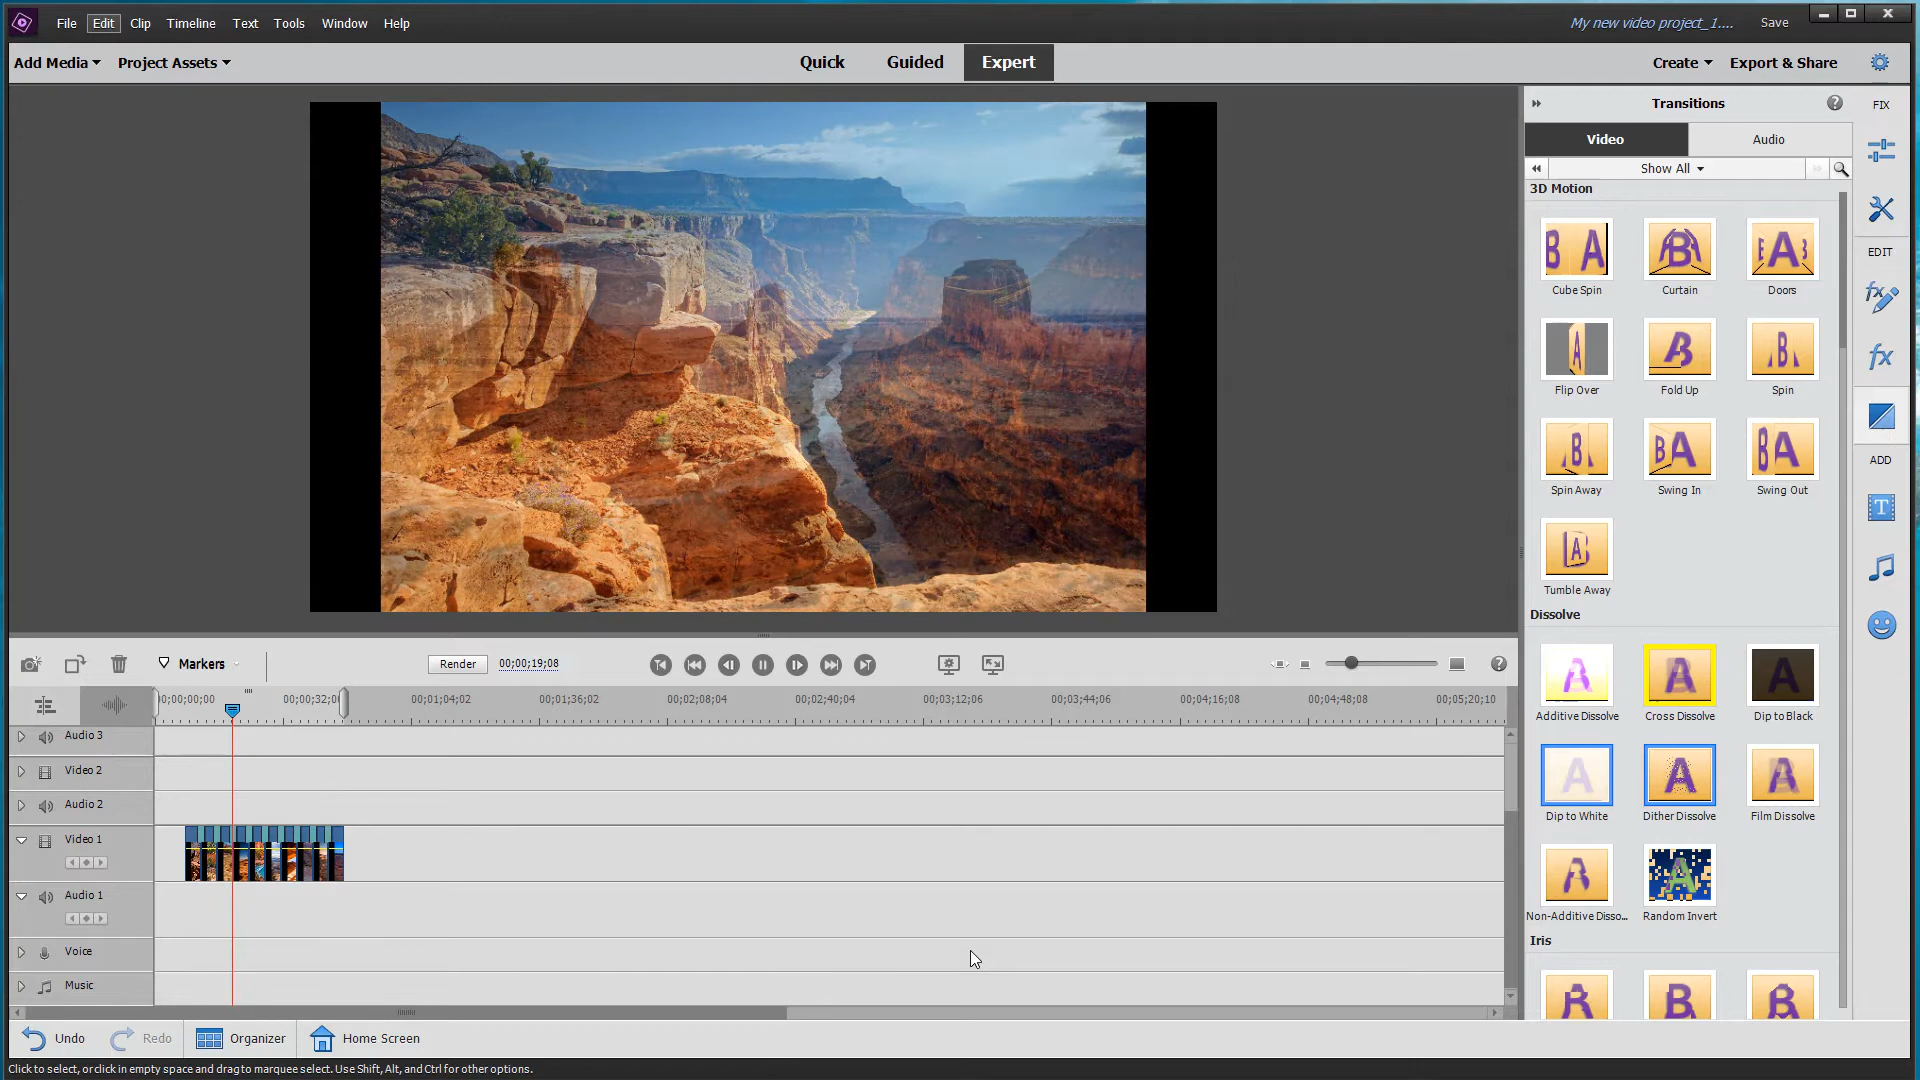 File Edit Clip Timeline Text Tools Window Help
My new video project_1.... Save
Add Media Project Assets
Quick Guided Expert
Create Export & Share
Transitions
FIX
Video Audio
Show All
3D Motion
Cube Spin Curtain Doors
EDIT
Flip Over Fold Up Spin
Spin Away Swing In Swing Out
ADD
Tumble Away
Dissolve
Additive Dissolve Cross Dissolve Dip to Black
Dip to White Dither Dissolve Film Dissolve
Non-Additive Disso... Random Invert
Iris
Markers
Render 00;00;19;08
00;00;00;00 00;00;32;0 00;01;04;02 00;01;36;02 00;02;08;04 00;02;40;04 00;03;12;06 00;03;44;06 00;04;16;08 00;04;48;08 00;05;20;10
Audio 3
Video 2
Audio 2
Video 1
Audio 1
Voice
Music
Undo Redo Organizer Home Screen
Click to select, or click in empty space and drag to marquee select. Use Shift, Alt, and Ctrl for other options.